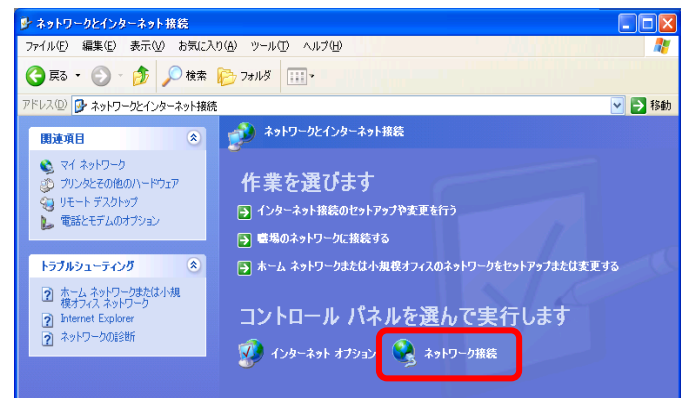 ネットワークとインターネット接続
ファイル(F) 編集(E) 表示(V) お気に入り(A) ツール(T) ヘルプ(H)
戻る 検索 フォルダ
アドレス(D) ネットワークとインターネット接続 移動
関連項目
マイ ネットワーク
プリンタとその他のハードウェア
リモート デスクトップ
電話とモデムのオプション
トラブルシューティング
ホーム ネットワークまたは小規
模オフィス ネットワーク
Internet Explorer
ネットワークの診断
ネットワークとインターネット接続
作業を選びます
インターネット接続のセットアップや変更を行う
職場のネットワークに接続する
ホーム ネットワークまたは小規模オフィスのネットワークをセットアップまたは変更する
コントロール パネルを選んで実行します
インターネット オプション ネットワーク接続